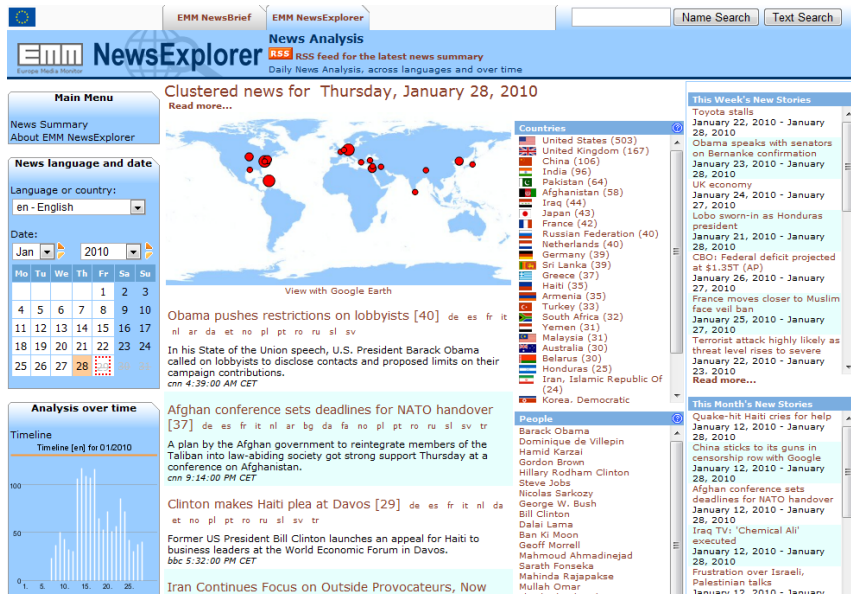 EMM NewsBrief
EMM NewsExplorer
Name Search
Text Search
EMM
Europe Media Monitor
NewsExplorer
News Analysis
RSS RSS feed for the latest news summary
Daily News Analysis, across languages and over time
Main Menu
News Summary
About EMM NewsExplorer
News language and date
Language or country:
en - English
Date:
Jan 2010
Mo Tu We Th Fr Sa Su
1 2 3
4 5 6 7 8 9 10
11 12 13 14 15 16 17
18 19 20 21 22 23 24
25 26 27 28
Analysis over time
Timeline
Timeline [en] for 01/2010
100
50
0
1. 5. 10. 15. 20. 25.
Clustered news for Thursday, January 28, 2010
Read more...
View with Google Earth
Obama pushes restrictions on lobbyists [40] de es fr it
nl ar da et no pl pt ro ru sl sv
In his State of the Union speech, U.S. President Barack Obama
called on lobbyists to disclose contacts and proposed limits on their
campaign contributions.
cnn 4:39:00 AM CET
Afghan conference sets deadlines for NATO handover
[37] de es fr it nl ar bg da fa no pl pt ro ru sl sv tr
A plan by the Afghan government to reintegrate members of the
Taliban into law-abiding society got strong support Thursday at a
conference on Afghanistan.
cnn 9:14:00 PM CET
Clinton makes Haiti plea at Davos [29] de es fr it nl da
et no pl pt ro ru sl sv tr
Former US President Bill Clinton launches an appeal for Haiti to
business leaders at the World Economic Forum in Davos.
bbc 5:32:00 PM CET
Iran Continues Focus on Outside Provocateurs, Now
Countries
United States (503)
United Kingdom (167)
China (106)
India (96)
Pakistan (64)
Afghanistan (58)
Iraq (44)
Japan (43)
France (42)
Russian Federation (40)
Netherlands (40)
Germany (39)
Sri Lanka (39)
Greece (37)
Haiti (35)
Armenia (35)
Turkey (33)
South Africa (32)
Yemen (31)
Malaysia (31)
Australia (30)
Belarus (30)
Honduras (25)
Iran, Islamic Republic Of
(24)
Korea, Democratic
People
Barack Obama
Dominique de Villepin
Hamid Karzai
Gordon Brown
Hillary Rodham Clinton
Steve Jobs
Nicolas Sarkozy
George W. Bush
Bill Clinton
Dalai Lama
Ban Ki Moon
Geoff Morrell
Mahmoud Ahmadinejad
Sarath Fonseka
Mahinda Rajapakse
Mullah Omar
This Week's New Stories
Toyota stalls
January 22, 2010 - January
28, 2010
Obama speaks with senators
on Bernanke confirmation
January 23, 2010 - January
28, 2010
UK economy
January 24, 2010 - January
27, 2010
Lobo sworn-in as Honduras
president
January 21, 2010 - January
28, 2010
CBO: Federal deficit projected
at $1.35T (AP)
January 26, 2010 - January
27, 2010
France moves closer to Muslim
face veil ban
January 25, 2010 - January
27, 2010
Terrorist attack highly likely as
threat level rises to severe
January 22, 2010 - January
23, 2010
Read more...
This Month's New Stories
Quake-hit Haiti cries for help
January 12, 2010 - January
28, 2010
China sticks to its guns in
censorship row with Google
January 12, 2010 - January
28, 2010
Afghan conference sets
deadlines for NATO handover
January 12, 2010 - January
28, 2010
Iraq TV: 'Chemical Ali'
executed
January 12, 2010 - January
28, 2010
Frustration over Israeli,
Palestinian talks
January 12, 2010 - January